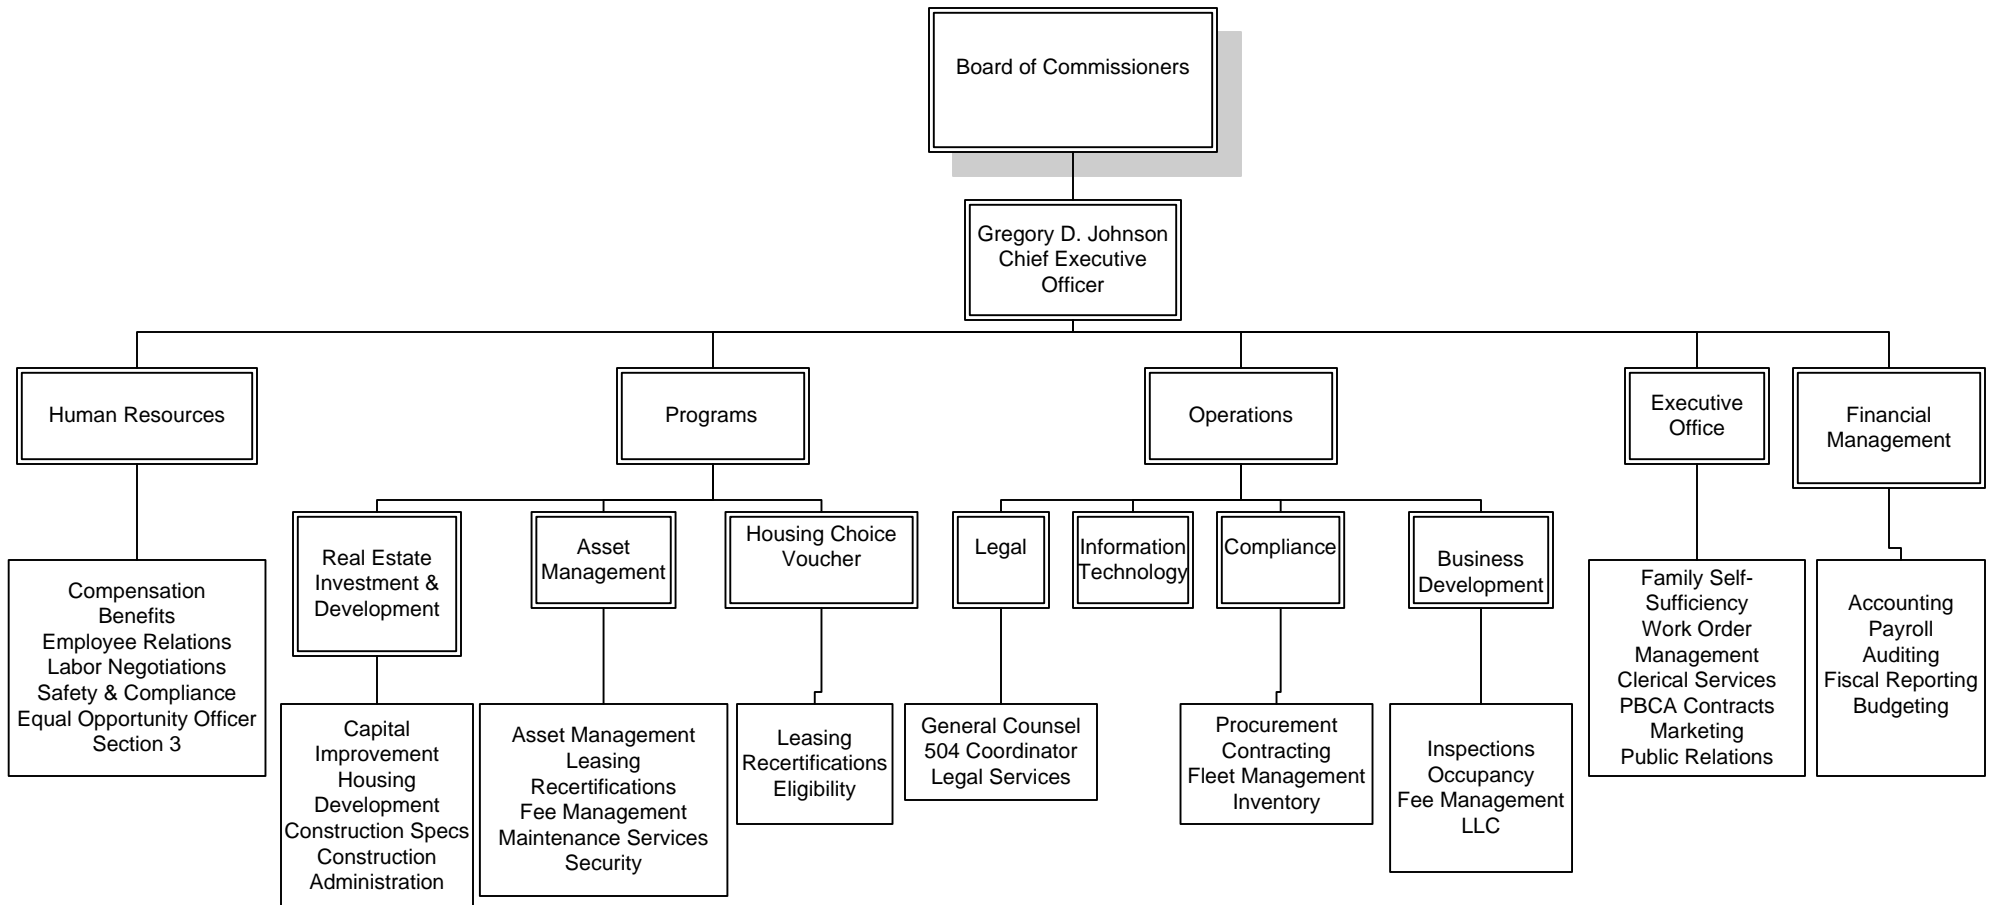 Board of Commissioners
Gregory D. Johnson
Chief Executive
Officer
Human Resources
Programs
Operations
Executive
Office
Financial
Management
Real Estate
Investment &
Development
Asset
Management
Housing Choice
Voucher
Legal
Information
Technology
Compliance
Business
Development
Compensation
Benefits
Employee Relations
Labor Negotiations
Safety & Compliance
Equal Opportunity Officer
Section 3
Capital
Improvement
Housing
Development
Construction Specs
Construction
Administration
Asset Management
Leasing
Recertifications
Fee Management
Maintenance Services
Security
Leasing
Recertifications
Eligibility
General Counsel
504 Coordinator
Legal Services
Procurement
Contracting
Fleet Management
Inventory
Inspections
Occupancy
Fee Management
LLC
Family Self-
Sufficiency
Work Order
Management
Clerical Services
PBCA Contracts
Marketing
Public Relations
Accounting
Payroll
Auditing
Fiscal Reporting
Budgeting